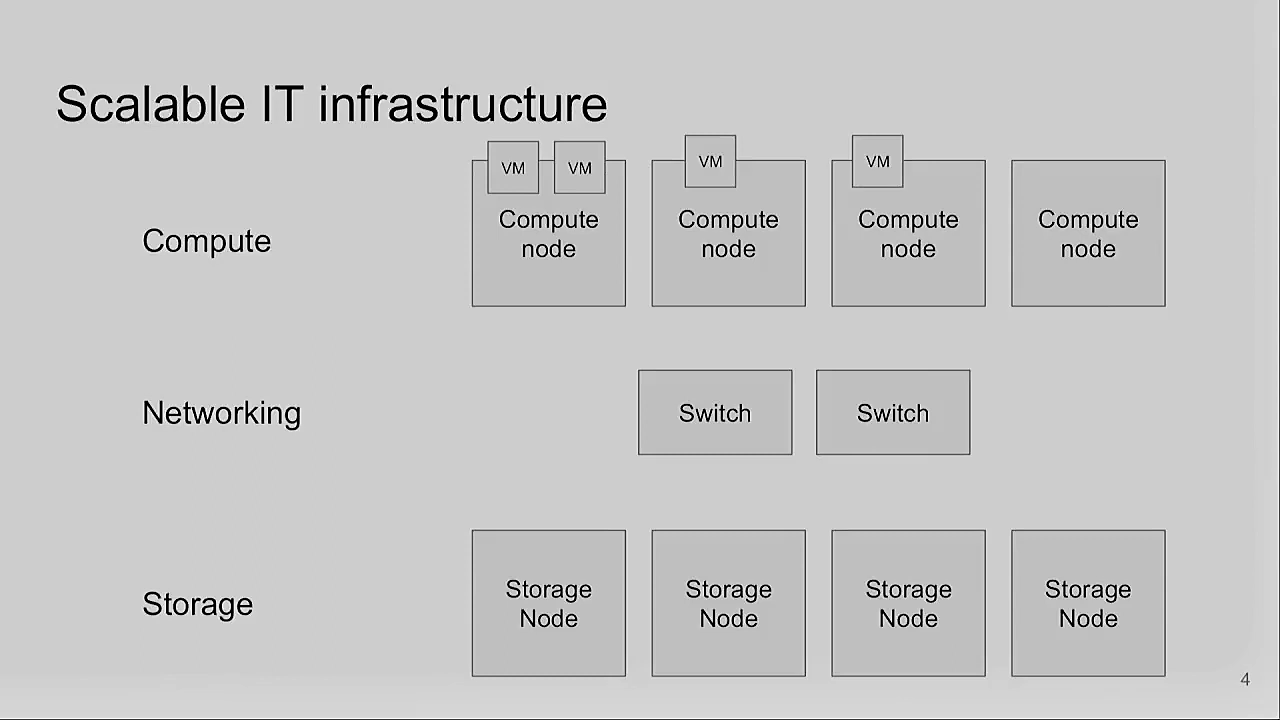 Scalable IT infrastructure
VM VM VM VM
Compute
Compute node
Compute node
Compute node
Compute node
Networking
Switch
Switch
Storage
Storage Node
Storage Node
Storage Node
Storage Node
4